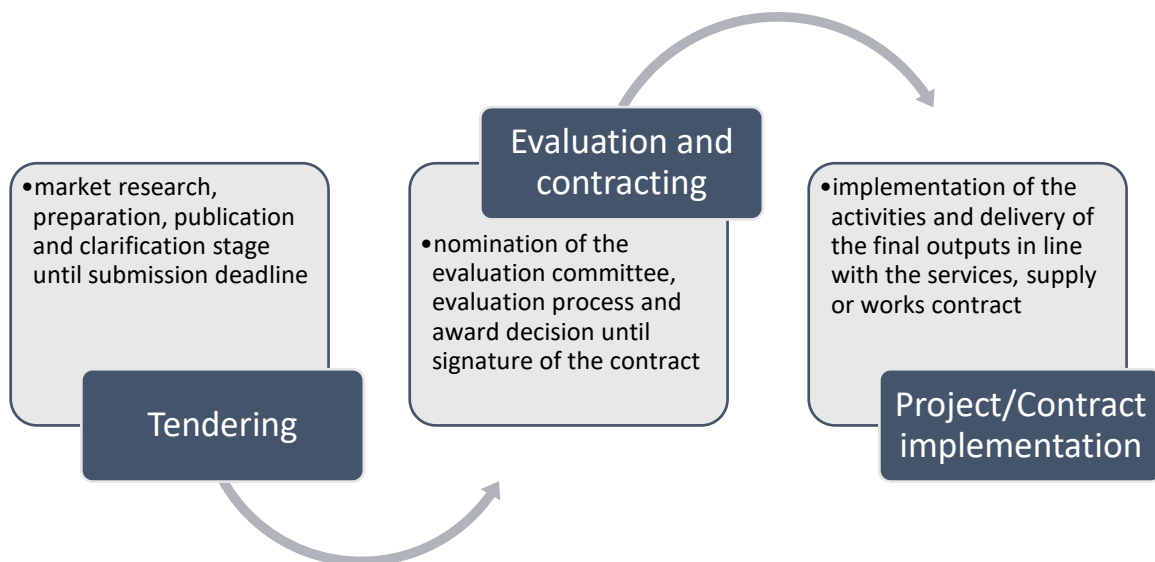 •market research,
preparation, publication
and clarification stage
until submission deadline
Tendering
Evaluation and
contracting
•nomination of the
evaluation committee,
evaluation process and
award decision until
signature of the contract
•implementation of the
activities and delivery of
the final outputs in line
with the services, supply
or works contract
Project/Contract
implementation